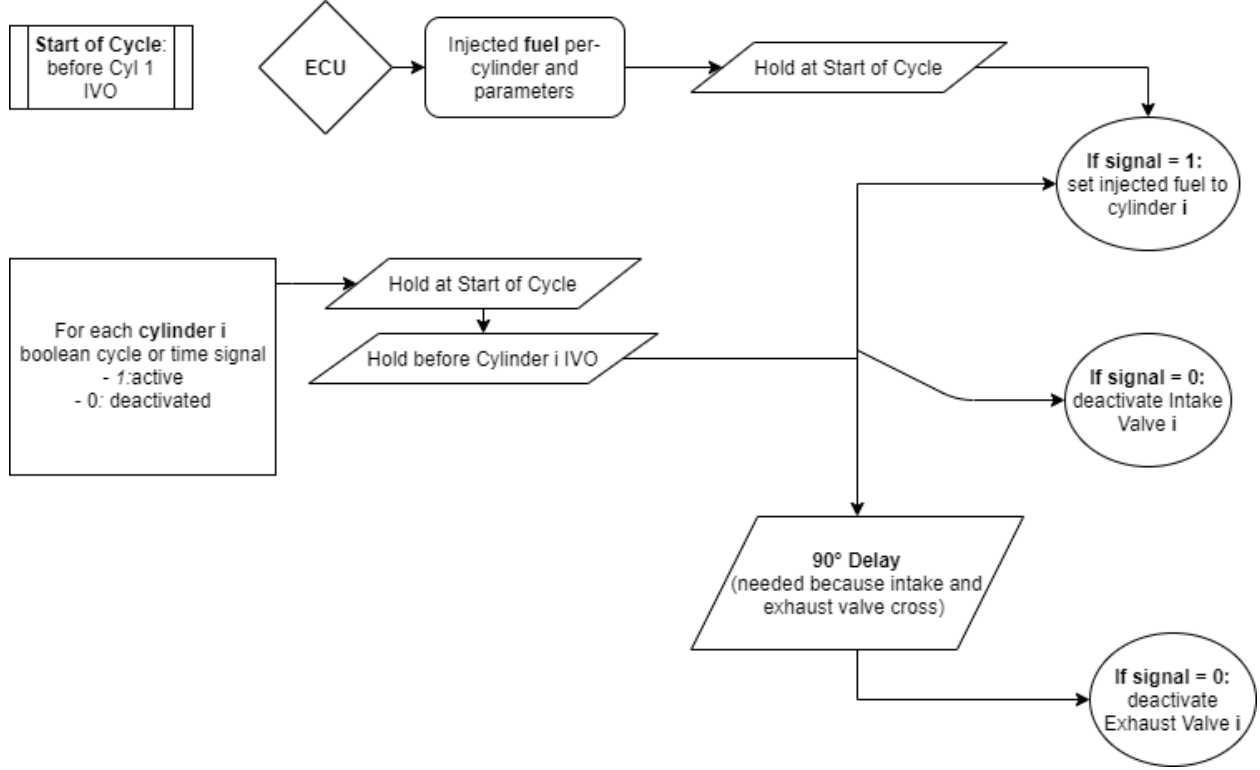 Start of Cycle:
before Cyl 1
IVO
ECU
Injected fuel per-
cylinder and
parameters
Hold at Start of Cycle
If signal = 1:
set injected fuel to
cylinder i
For each cylinder i
boolean cycle or time signal
- 1:active
- 0: deactivated
Hold at Start of Cycle
Hold before Cylinder i IVO
If signal = 0:
deactivate Intake
Valve i
90º Delay
(needed because intake and
exhaust valve cross)
If signal = 0:
deactivate
Exhaust Valve i